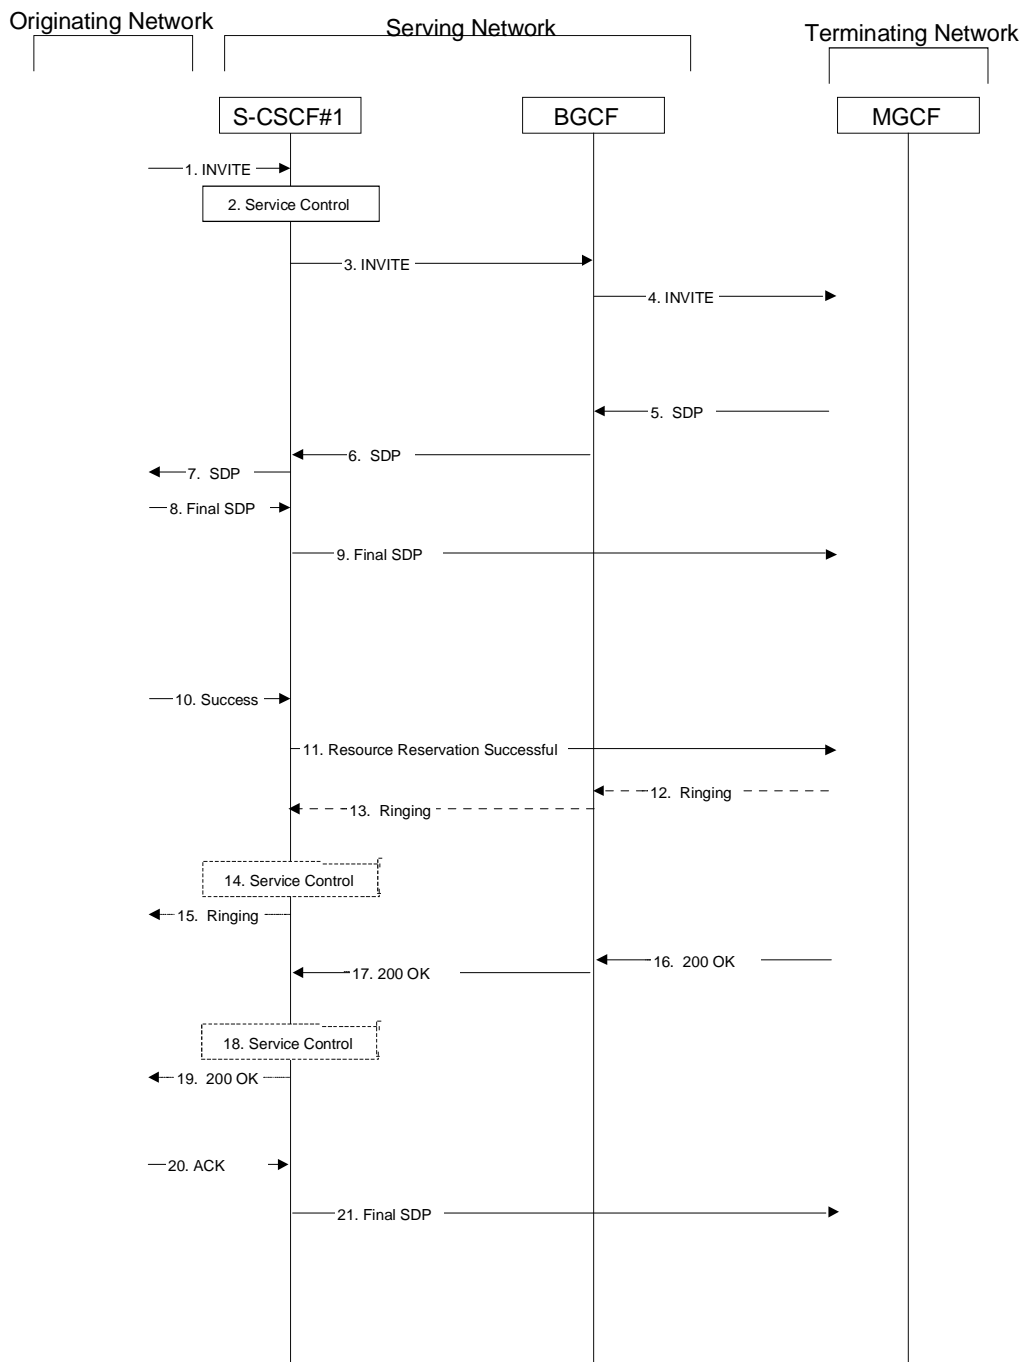 Originating Network
Serving Network
Terminating Network
S-CSCF#1
BGCF
MGCF
1. INVITE
2. Service Control
3. INVITE
4. INVITE
5. SDP
6. SDP
7. SDP
8. Final SDP
9. Final SDP
10. Success
11. Resource Reservation Successful
12. Ringing
13. Ringing
14. Service Control
15. Ringing
16. 200 OK
17. 200 OK
18. Service Control
19. 200 OK
20. ACK
21. Final SDP